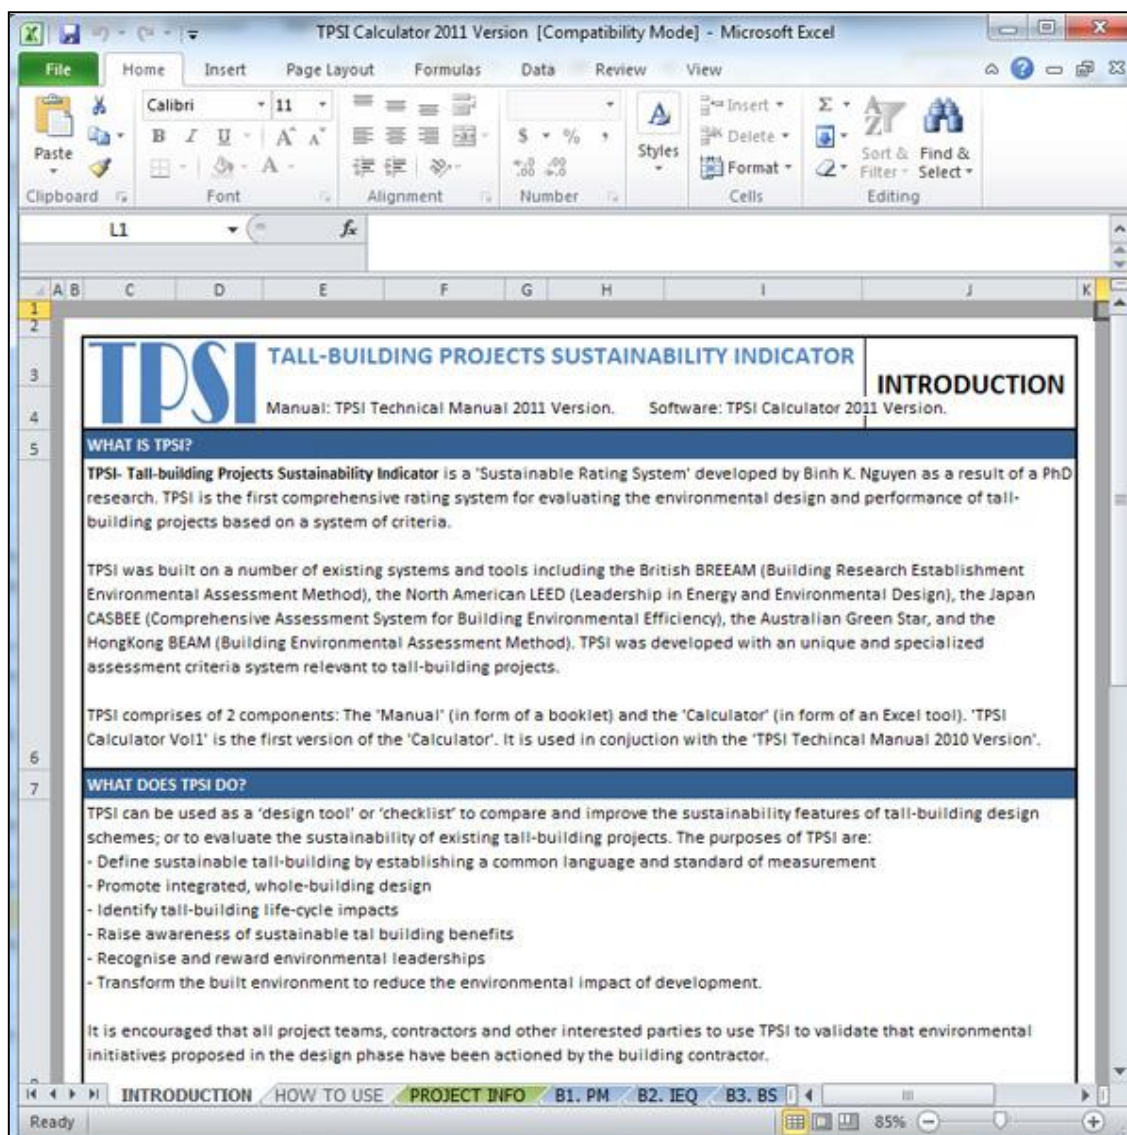 TPSI Calculator 2011 Version [Compatibility Mode] - Microsoft Excel
File Home Insert Page Layout Formulas Data Review View
Calibri 11
Paste
B I U A A
$ % ,
Styles
Insert
Delete
Format
Σ
Sort & Filter
Find & Select
Clipboard Font Alignment Number Cells Editing
L1 fx
A B C D E F G H I J K
1
2
3
4
5
6
7
TPSI
TALL-BUILDING PROJECTS SUSTAINABILITY INDICATOR
INTRODUCTION
Manual: TPSI Technical Manual 2011 Version. Software: TPSI Calculator 2011 Version.
WHAT IS TPSI?
TPSI- Tall-building Projects Sustainability Indicator is a 'Sustainable Rating System' developed by Binh K. Nguyen as a result of a PhD
research. TPSI is the first comprehensive rating system for evaluating the environmental design and performance of tall-
building projects based on a system of criteria.
TPSI was built on a number of existing systems and tools including the British BREEAM (Building Research Establishment
Environmental Assessment Method), the North American LEED (Leadership in Energy and Environmental Design), the Japan
CASBEE (Comprehensive Assessment System for Building Environmental Efficiency), the Australian Green Star, and the
HongKong BEAM (Building Environmental Assessment Method). TPSI was developed with an unique and specialized
assessment criteria system relevant to tall-building projects.
TPSI comprises of 2 components: The 'Manual' (in form of a booklet) and the 'Calculator' (in form of an Excel tool). 'TPSI
Calculator Vol1' is the first version of the 'Calculator'. It is used in conjuction with the 'TPSI Techincal Manual 2010 Version'.
WHAT DOES TPSI DO?
TPSI can be used as a 'design tool' or 'checklist' to compare and improve the sustainability features of tall-building design
schemes; or to evaluate the sustainability of existing tall-building projects. The purposes of TPSI are:
- Define sustainable tall-building by establishing a common language and standard of measurement
- Promote integrated, whole-building design
- Identify tall-building life-cycle impacts
- Raise awareness of sustainable tal building benefits
- Recognise and reward environmental leaderships
- Transform the built environment to reduce the environmental impact of development.
It is encouraged that all project teams, contractors and other interested parties to use TPSI to validate that environmental
initiatives proposed in the design phase have been actioned by the building contractor.
INTRODUCTION HOW TO USE PROJECT INFO B1. PM B2. IEQ B3. BS
Ready 85%